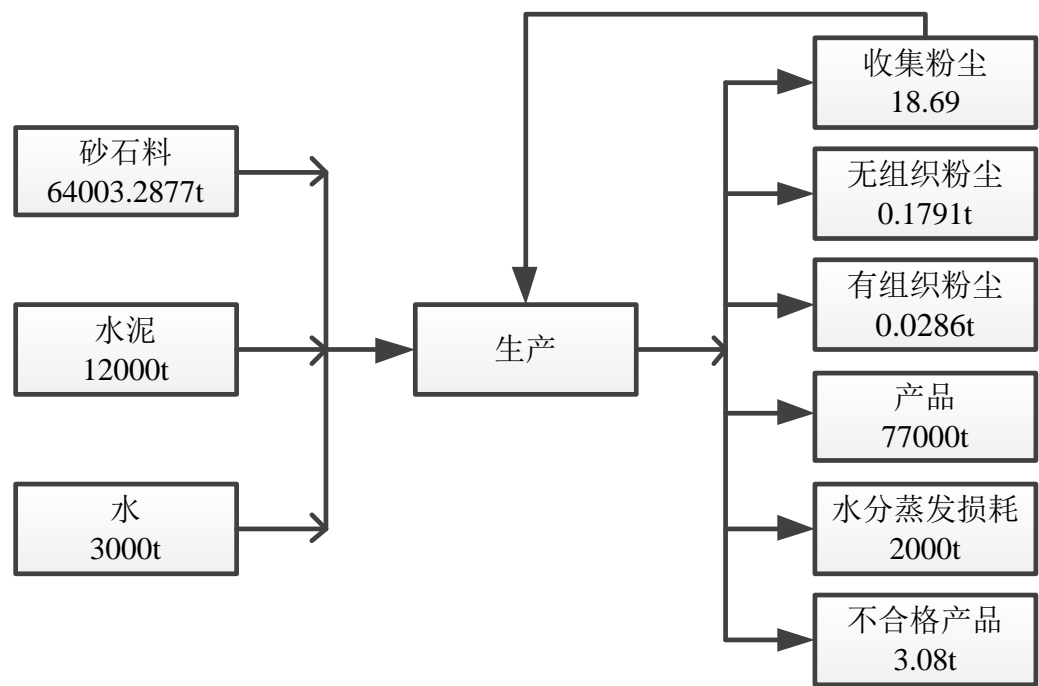 砂石料
64003.2877t
水泥
12000t
水
3000t
生产
收集粉尘
18.69
无组织粉尘
0.1791t
有组织粉尘
0.0286t
产品
77000t
水分蒸发损耗
2000t
不合格产品
3.08t